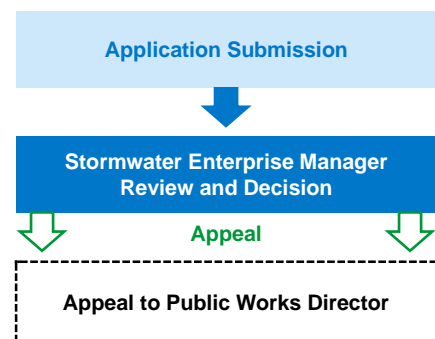 Application Submission
Stormwater Enterprise Manager
Review and Decision
Appeal
Appeal to Public Works Director